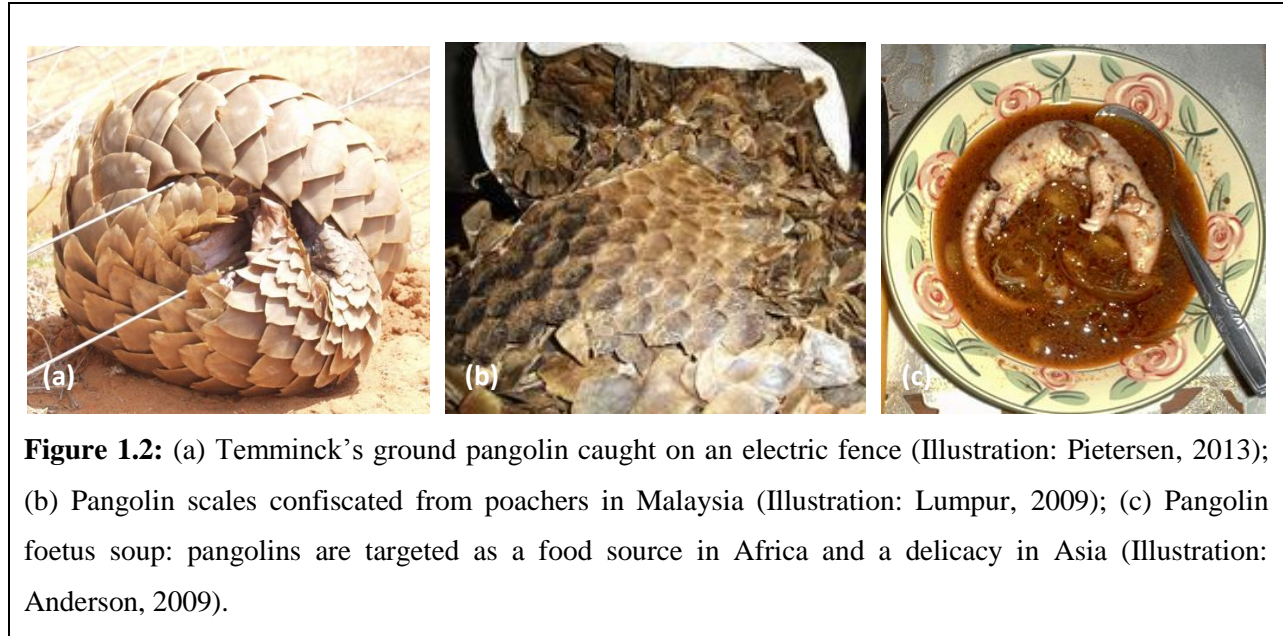 (a)
(b)
(c)
Figure 1.2: (a) Temminck’s ground pangolin caught on an electric fence (Illustration: Pietersen, 2013);
(b) Pangolin scales confiscated from poachers in Malaysia (Illustration: Lumpur, 2009); (c) Pangolin
foetus soup: pangolins are targeted as a food source in Africa and a delicacy in Asia (Illustration:
Anderson, 2009).